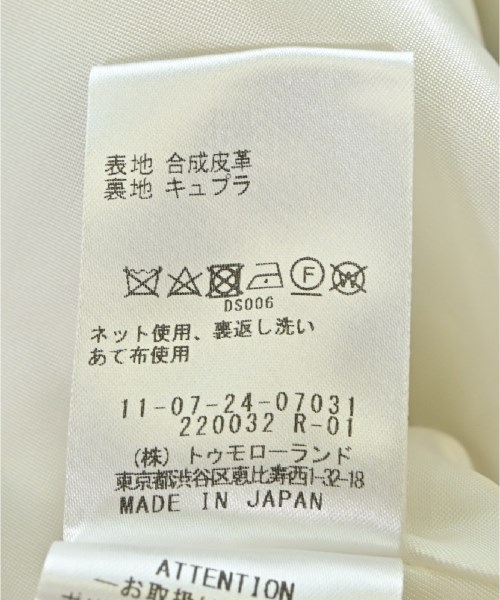 表地 合成皮革
裏地 キュプラ
F W
DS006
ネット使用、裏返し洗い
あて布使用
11-07-24-07031
220032 R-01
(株) トゥモローランド
東京都渋谷区恵比寿西1-32-18
MADE IN JAPAN
ATTENTION